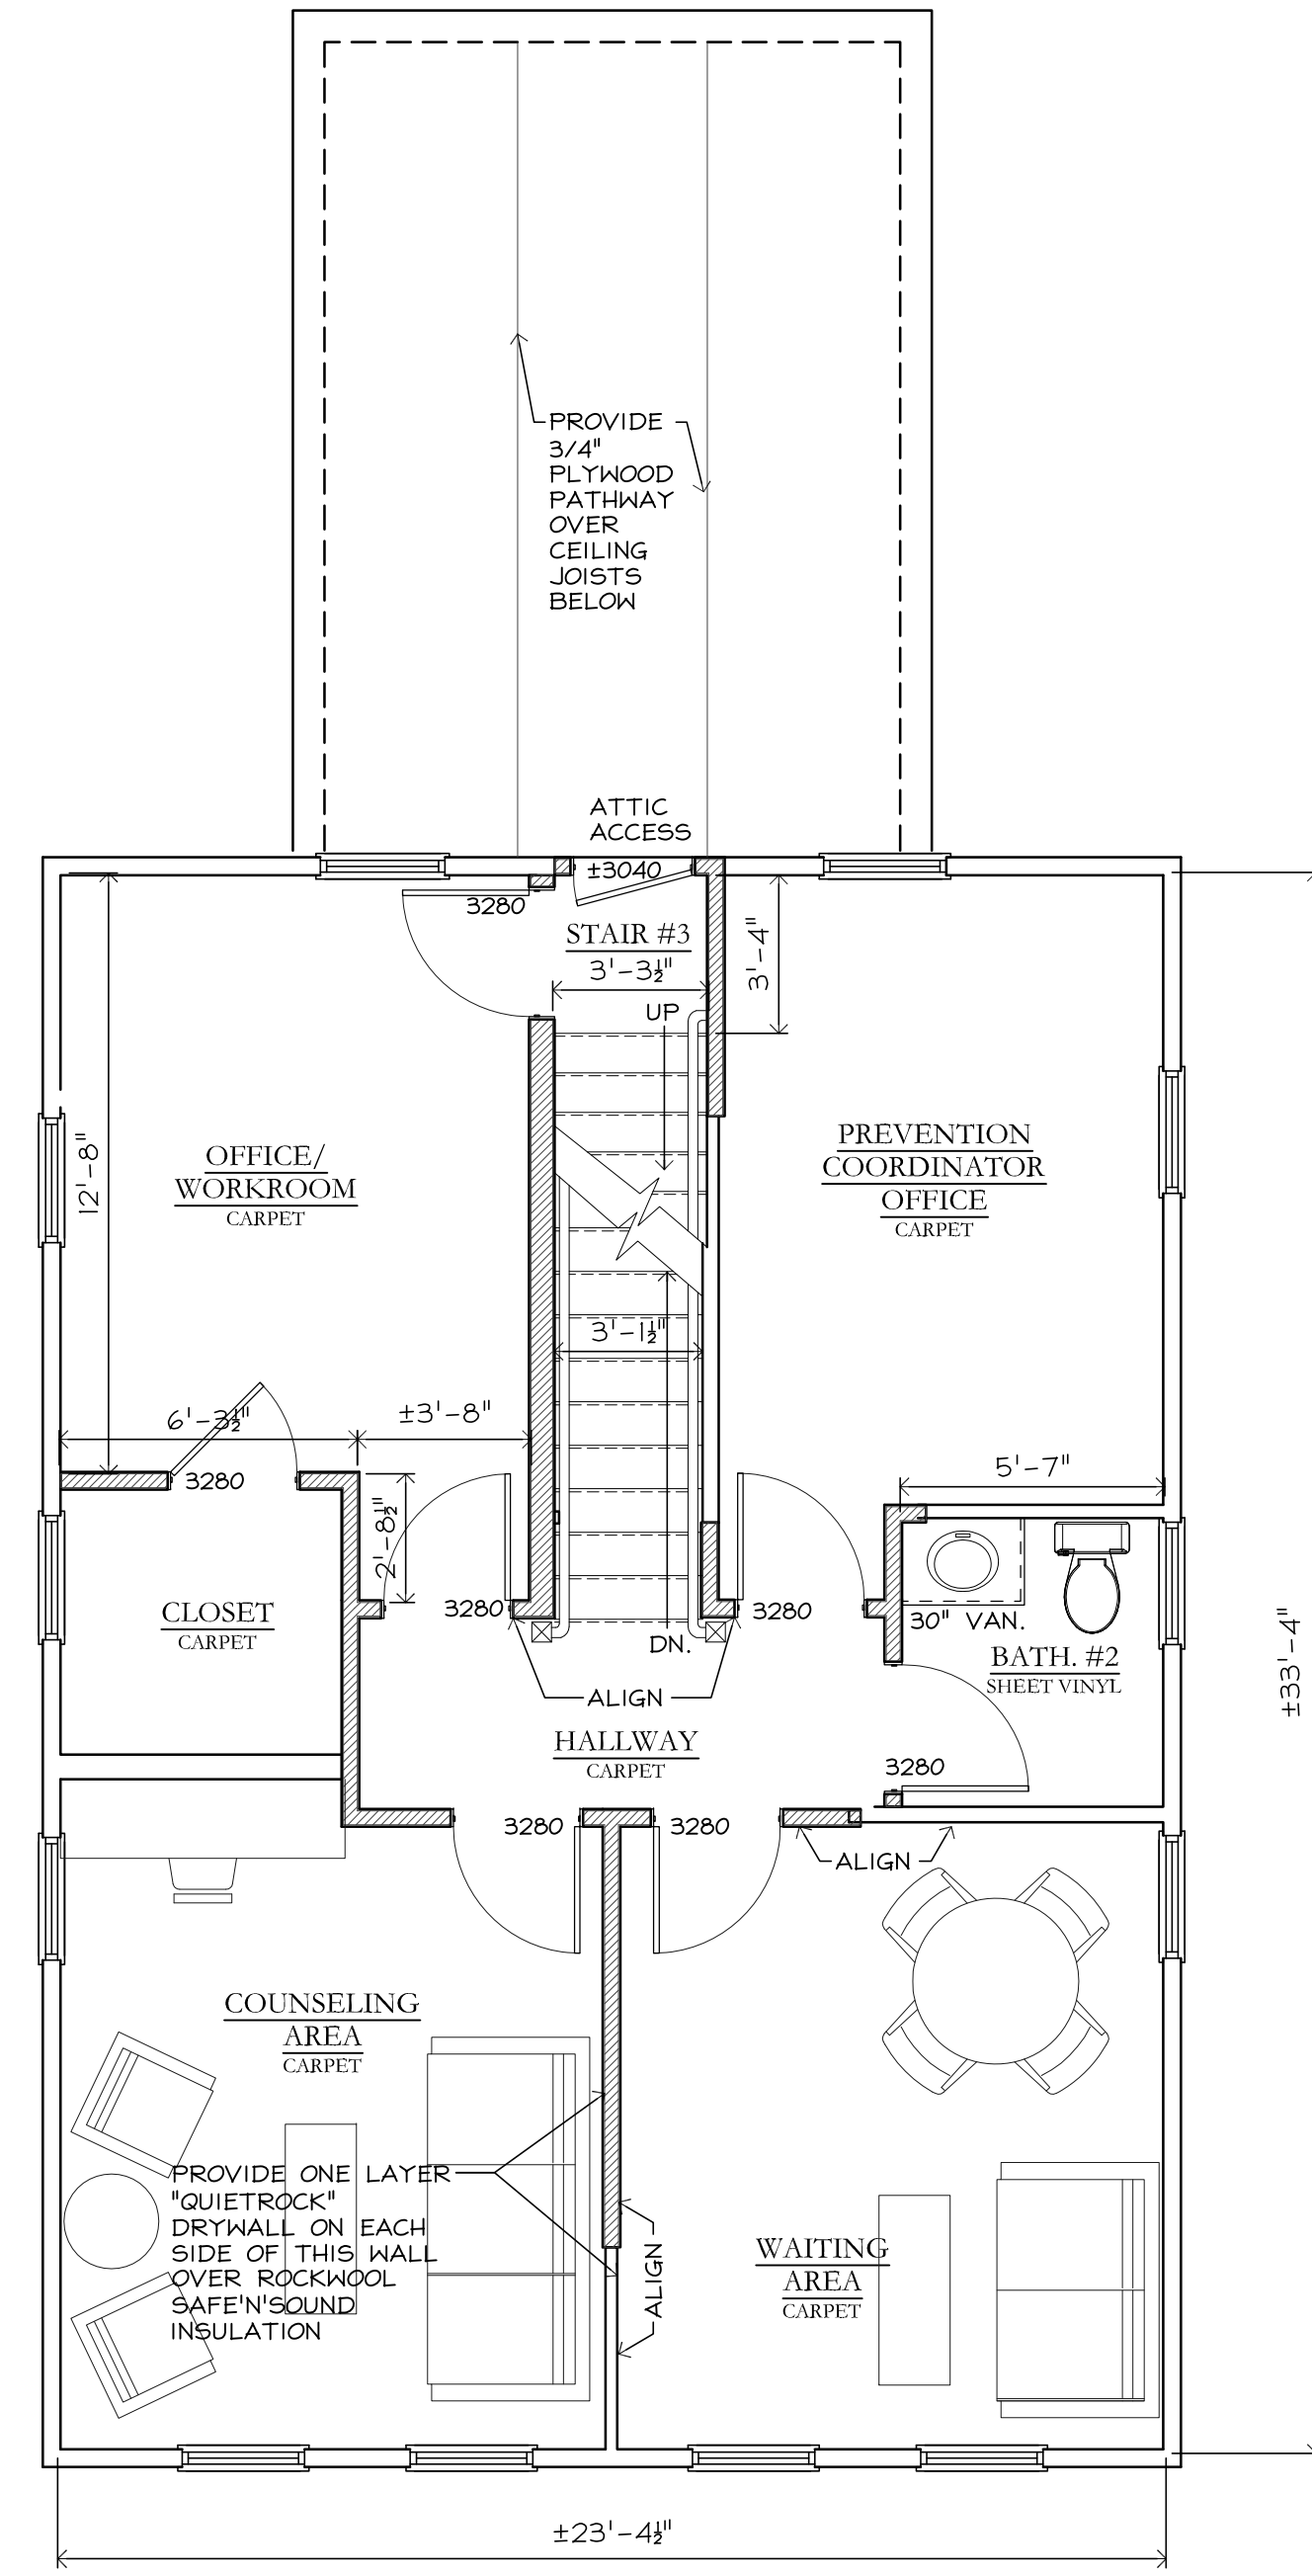 PROVIDE
3/4"
PLYWOOD
PATHWAY
OVER
CEILING
JOISTS
BELOW
ATTIC
ACCESS
±3040
3280
STAIR #3
3'-3½"
3'-4"
UP
12'-8"
OFFICE/
WORKROOM
CARPET
PREVENTION
COORDINATOR
OFFICE
CARPET
3'-1½"
6'-3½"
±3'-8"
5'-7"
3280
2'-8½"
3280
3280
CLOSET
CARPET
30" VAN.
DN.
BATH. #2
SHEET VINYL
±33'-4"
ALIGN
HALLWAY
CARPET
3280
3280
3280
ALIGN
COUNSELING
AREA
CARPET
PROVIDE ONE LAYER
"QUIETROCK"
DRYWALL ON EACH
SIDE OF THIS WALL
OVER ROCKWOOL
SAFE'N'SOUND
INSULATION
ALIGN
WAITING
AREA
CARPET
±23'-4½"